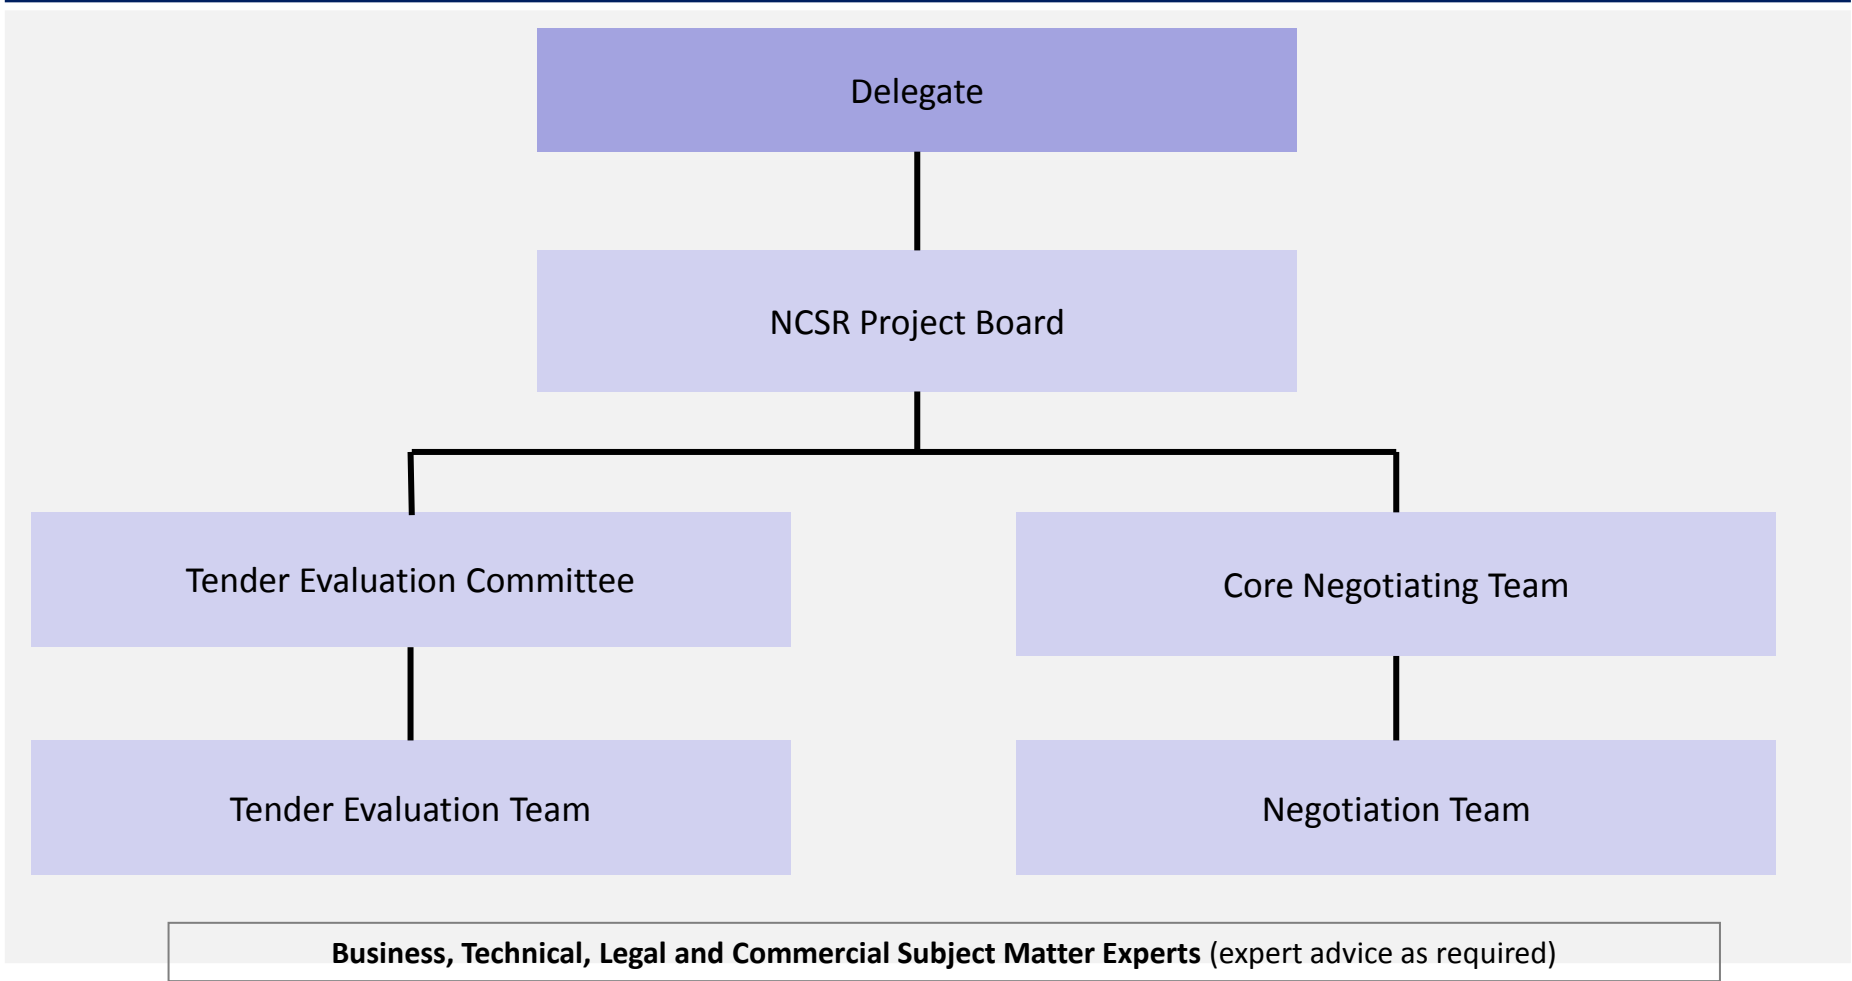 Delegate
NCSR Project Board
Tender Evaluation Committee
Core Negotiating Team
Tender Evaluation Team
Negotiation Team
Business, Technical, Legal and Commercial Subject Matter Experts (expert advice as required)